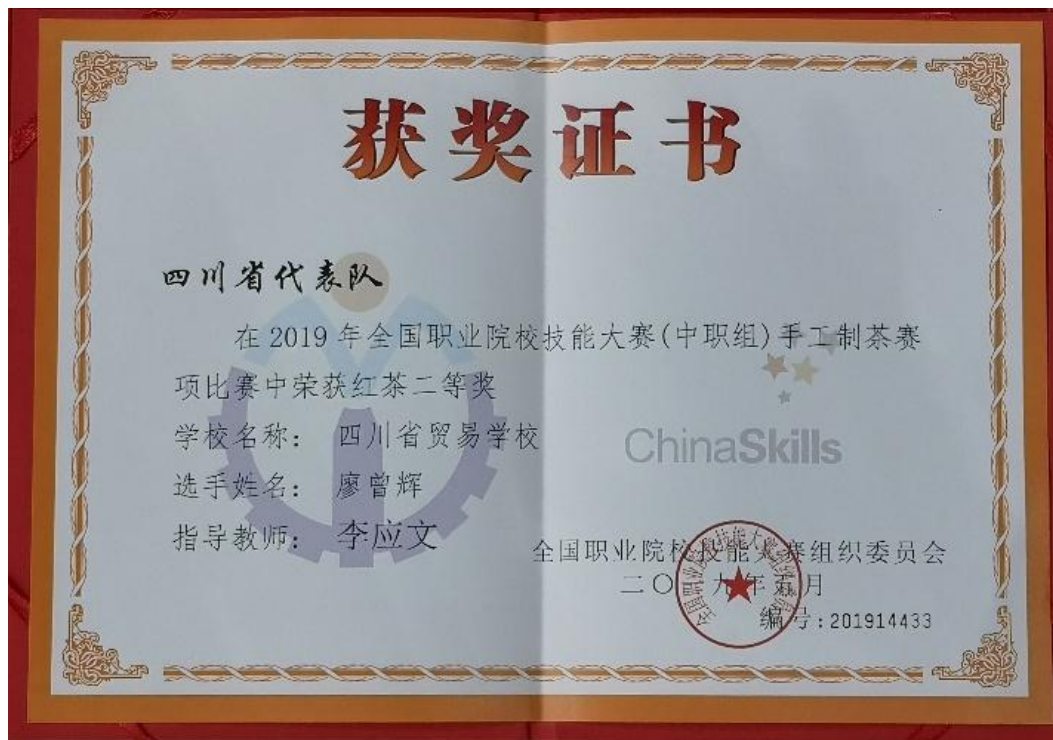 获奖证书
四川省代表队
在2019年全国职业院校技能大赛(中职组)手工制茶赛
项比赛中荣获红茶二等奖
学校名称: 四川省贸易学校
ChinaSkills
选手姓名: 廖曾辉
指导教师: 李应文
全国职业院校技能大赛组织委员会
二〇 九年 月
编号:201914433